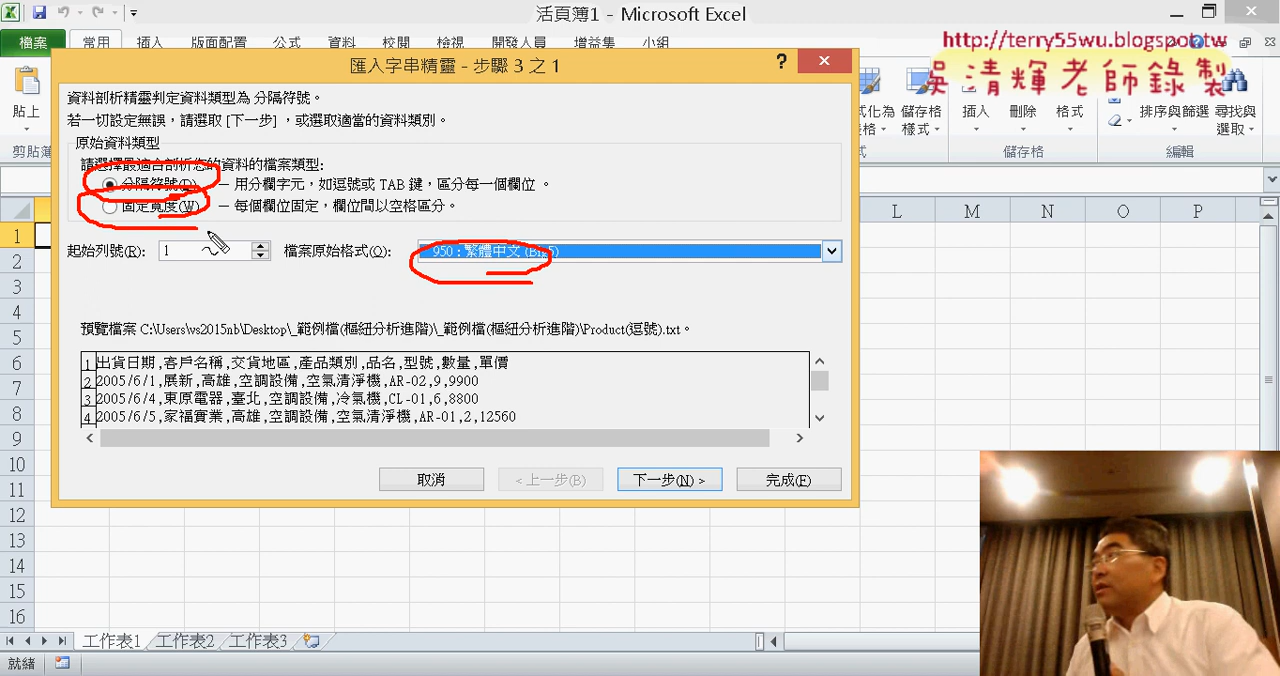 活頁簿1 - Microsoft Excel
檔案 常用 插入 版面配置 公式 資料 校閱 檢視 開發人員 增益集 小組
http://terry55wu.blogspot.tw
吳清輝老師錄製
貼上
剪貼簿
儲存格
樣式
插入 刪除 格式
儲存格
排序與篩選 尋找與
選取
編輯
匯入字串精靈 - 步驟 3 之 1
資料剖析精靈判定資料類型為 分隔符號。
若一切設定無誤，請選取 [下一步]，或選取適當的資料類別。
原始資料類型
請選擇最適合剖析您的資料的檔案類型:
分隔符號(D) － 用分欄字元，如逗號或 TAB 鍵，區分每一個欄位 。
固定寬度(W) － 每個欄位固定，欄位間以空格區分。
起始列號(R): 1 檔案原始格式(O): 950 : 繁體中文 (Big5)
預覽檔案 C:\Users\vs2015nb\Desktop\_範例檔(樞紐分析進階)\_範例檔(樞紐分析進階)\Product(逗號).txt。
1 出貨日期,客戶名稱,交貨地區,產品類別,品名,型號,數量,單價
2 2005/6/1,展新,高雄,空調設備,空氣清淨機,AR-02,9,9900
3 2005/6/4,東原電器,臺北,空調設備,冷氣機,CL-01,6,8800
4 2005/6/5,家福實業,高雄,空調設備,空氣清淨機,AR-01,2,12560
取消 < 上一步(B) 下一步(N) > 完成(F)
L M N O P
1
2
3
4
5
6
7
8
9
10
11
12
13
14
15
16
工作表1 工作表2 工作表3
就緒